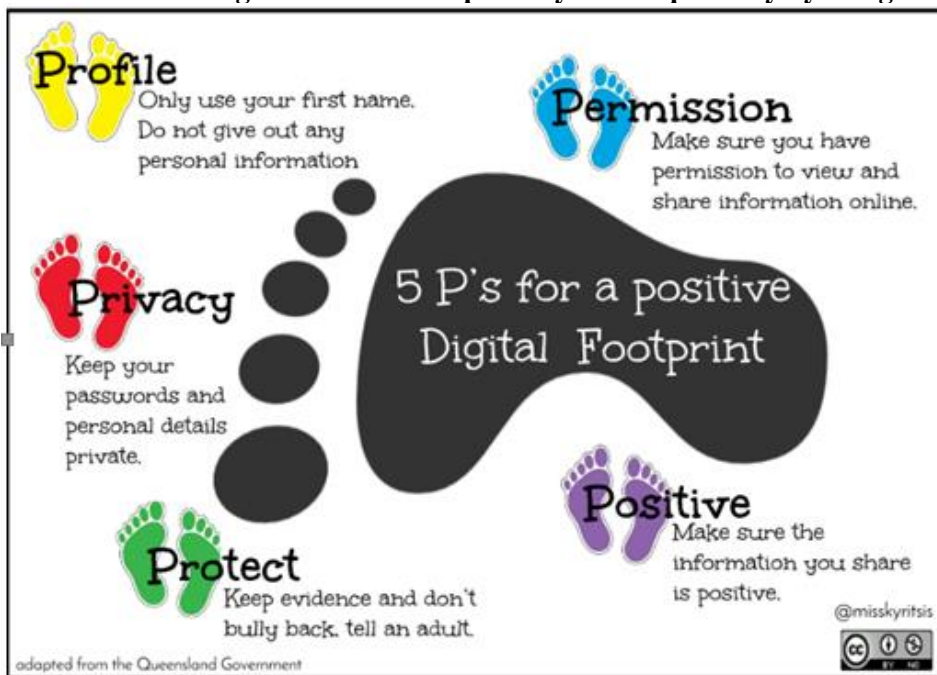 Profile
Only use your first name.
Do not give out any
personal information
Permission
Make sure you have
permission to view and
share information online.
5 P's for a positive
Digital Footprint
Privacy
Keep your
passwords and
personal details
private.
Positive
Make sure the
information you share
is positive.
Protect
Keep evidence and don't
bully back. tell an adult.
@misskyritsis
cc
BY NC
adapted from the Queensland Government